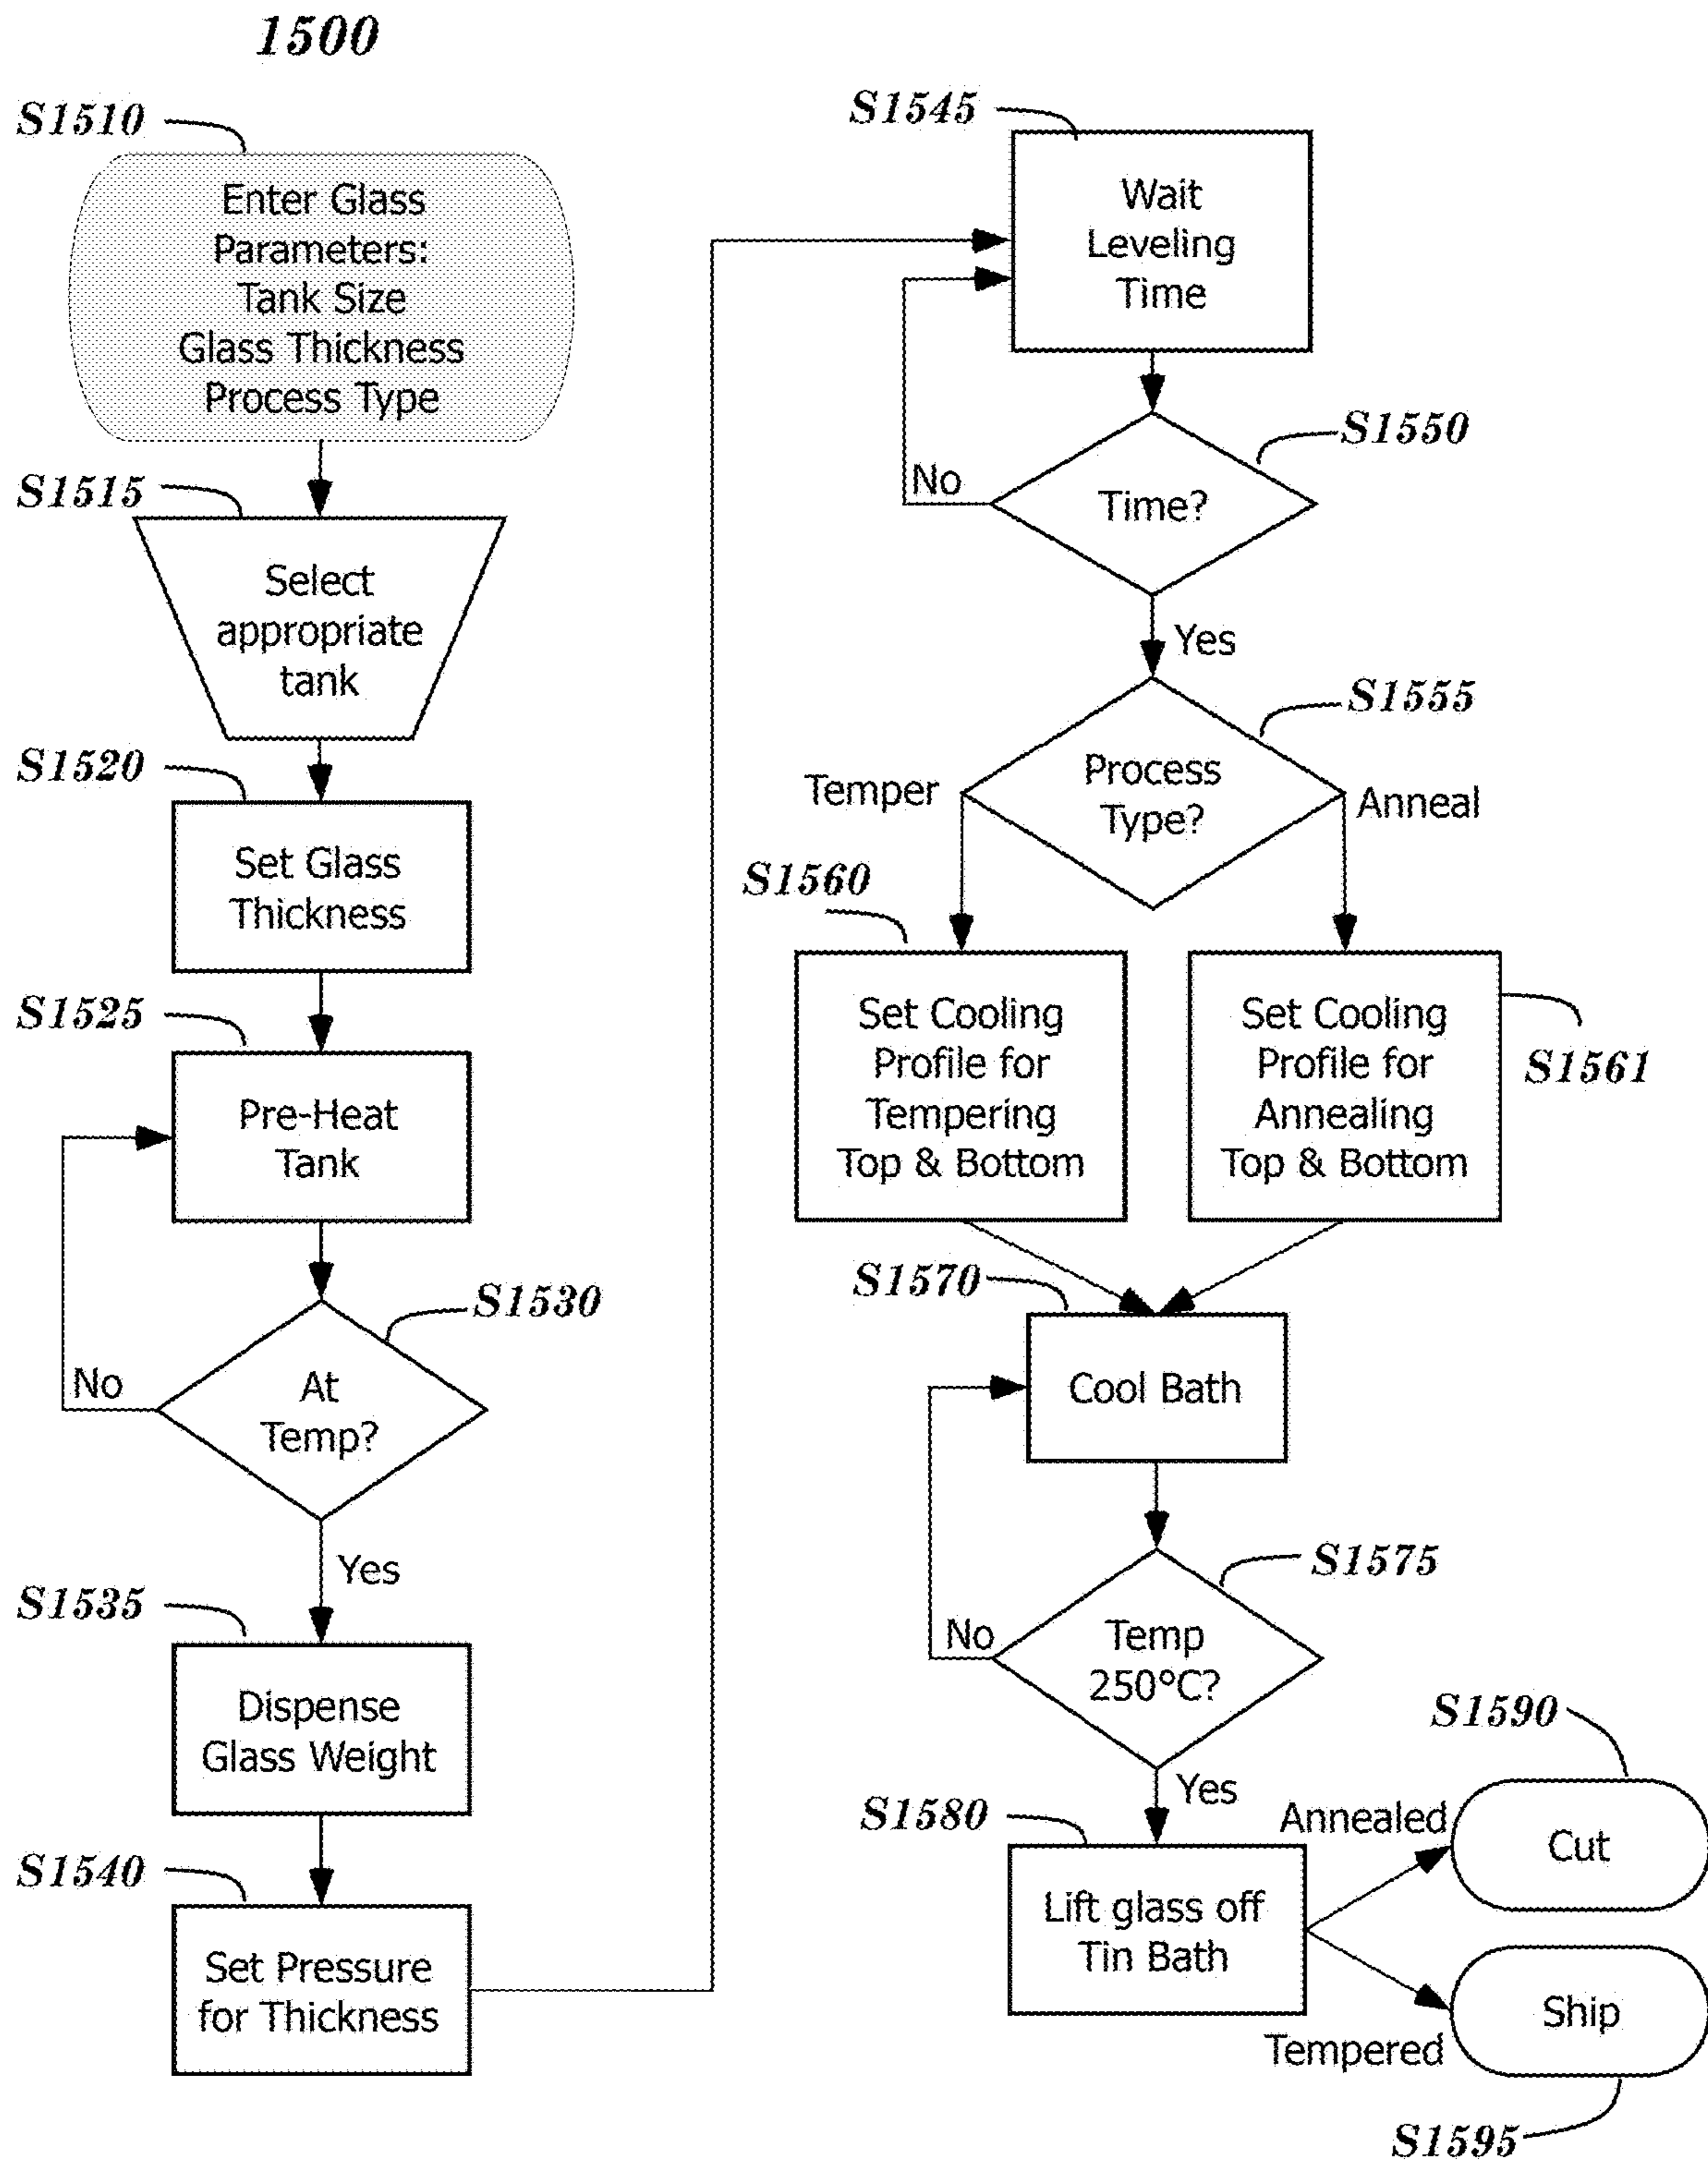 1500
S1510
Enter Glass
Parameters:
Tank Size
Glass Thickness
Process Type
S1515
Select
appropriate
tank
S1520
Set Glass
Thickness
S1525
Pre-Heat
Tank
S1530
At
Temp?
No
Yes
S1535
Dispense
Glass Weight
S1540
Set Pressure
for Thickness
S1545
Wait
Leveling
Time
S1550
Time?
No
Yes
S1555
Process
Type?
Temper
Anneal
S1560
Set Cooling
Profile for
Tempering
Top & Bottom
Set Cooling
Profile for
Annealing
Top & Bottom
S1561
S1570
Cool Bath
S1575
Temp
250°C?
No
Yes
S1580
Lift glass off
Tin Bath
Annealed
S1590
Cut
Tempered
Ship
S1595